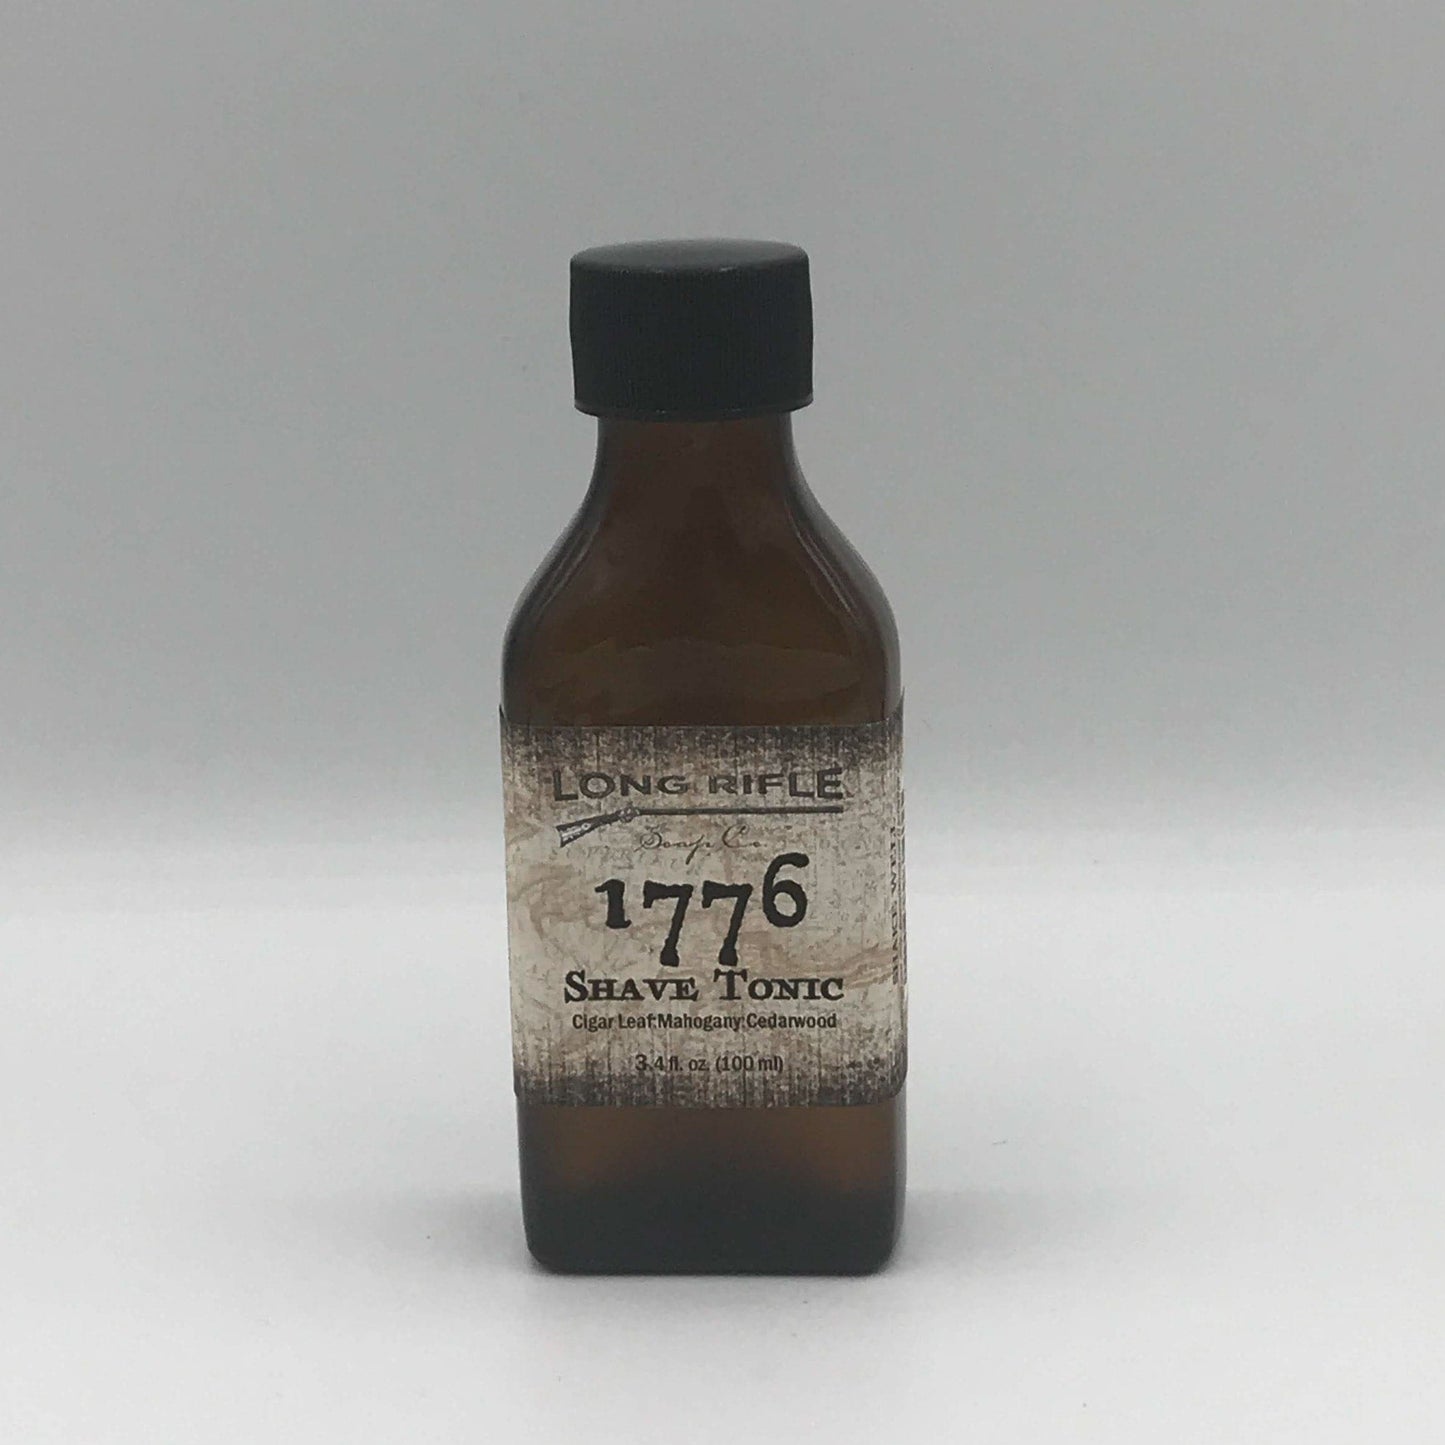 LONG RIFLE
Soap Co.
1776
SHAVE TONIC
Cigar Leaf:Mahogany:Cedarwood
3.4 fl. oz. (100 ml)